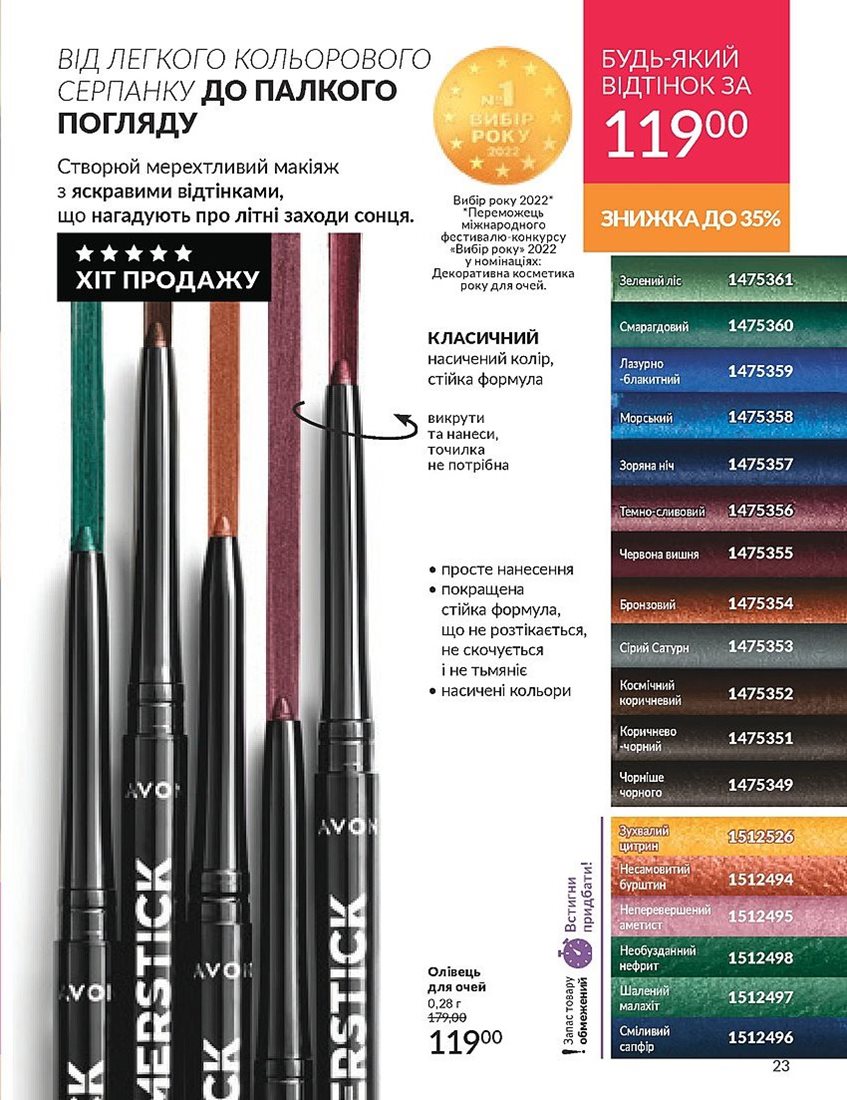 ВІД ЛЕГКОГО КОЛЬОРОВОГО
СЕРПАНКУ ДО ПАЛКОГО
ПОГЛЯДУ
Створюй мерехтливий макіяж
з яскравими відтінками,
що нагадують про літні заходи сонця.
★★★★★
ХІТ ПРОДАЖУ
№1
ВИБІР
РОКУ
2022
Вибір року 2022*
*Переможець
міжнародного
фестивалю-конкурсу
«Вибір року» 2022
у номінаціях:
Декоративна косметика
року для очей.
БУДЬ-ЯКИЙ
ВІДТІНОК ЗА
119⁰⁰
ЗНИЖКА ДО 35%
КЛАСИЧНИЙ
насичений колір,
стійка формула
викрути
та нанеси,
точилка
не потрібна
• просте нанесення
• покращена
стійка формула,
що не розтікається,
не скочується
і не тьмяніє
• насичені кольори
Зелений ліс 1475361
Смарагдовий 1475360
Лазурно
-блакитний 1475359
Морський 1475358
Зоряна ніч 1475357
Темно-сливовий 1475356
Червона вишня 1475355
Бронзовий 1475354
Сірий Сатурн 1475353
Космічний
коричневий 1475352
Коричнево
-чорний 1475351
Чорніше
чорного 1475349
Зухвалий
цитрин 1512526
Несамовитий
бурштин 1512494
Неперевершений
аметист 1512495
Необузданний
нефрит 1512498
Шалений
малахіт 1512497
Сміливий
сапфір 1512496
Встигни
придбати!
Запас товару
обмежений!
Олівець
для очей
0,28 г
179,00
119⁰⁰
AVON
AVON
AVON
AVON
MERSTICK
MERSTICK
23